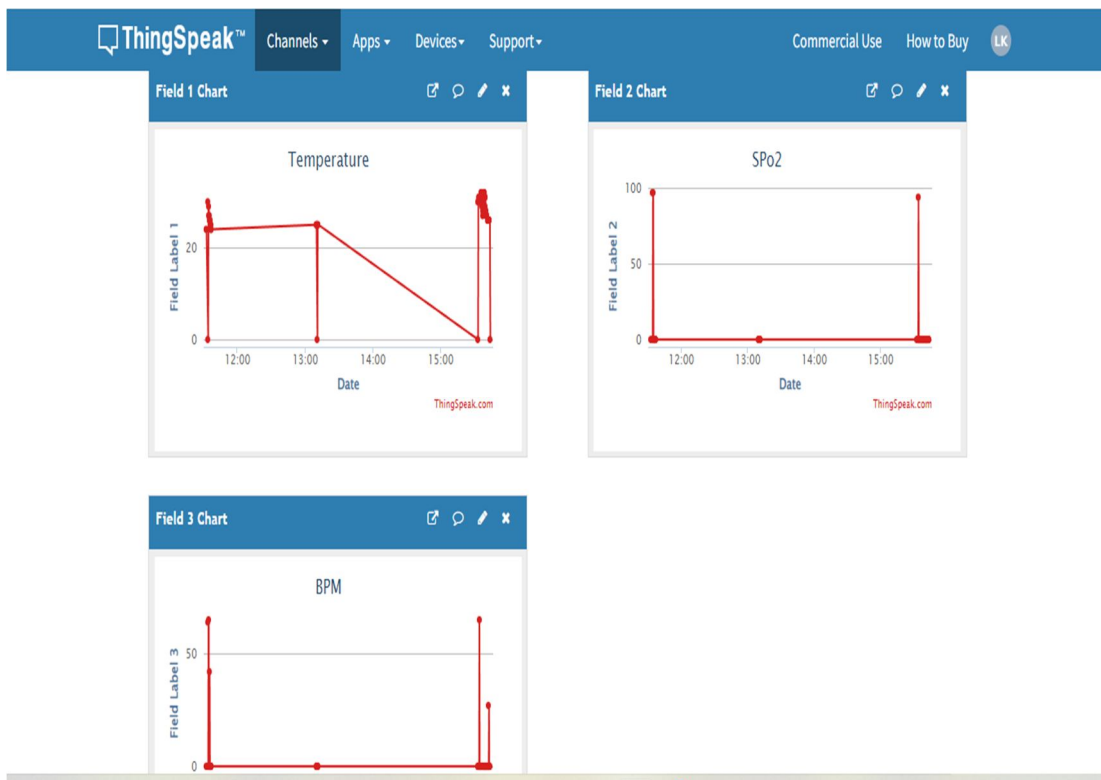 ThingSpeak™ Channels Apps Devices Support Commercial Use How to Buy LK
Field 1 Chart
Temperature
Field Label 1
20
0
12:00 13:00 14:00 15:00
Date
ThingSpeak.com
Field 2 Chart
SPo2
Field Label 2
100
50
0
12:00 13:00 14:00 15:00
Date
ThingSpeak.com
Field 3 Chart
BPM
Field Label 3
50
0